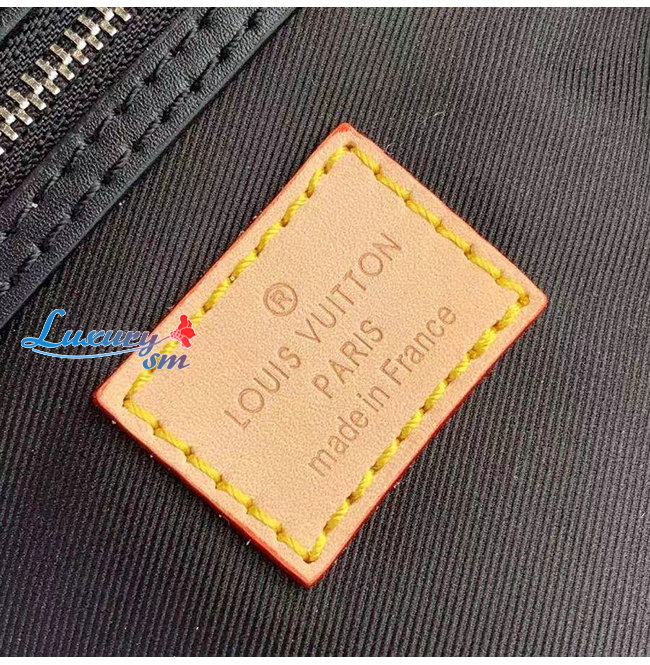 ®
LOUIS VUITTON
PARIS
made in France
Luxury
sm